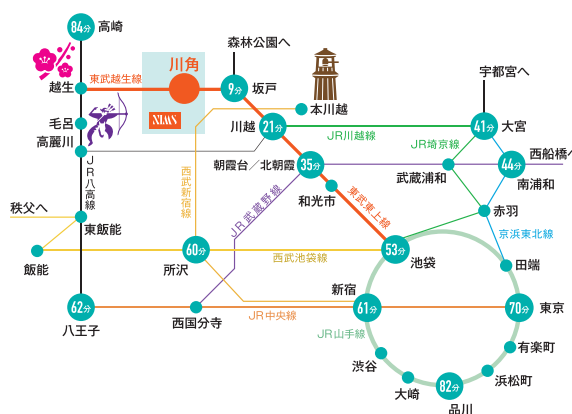 84分 高崎
森林公園へ
宇都宮へ
川角
東武越生線
越生
9分 坂戸
本川越
毛呂
高麗川
川越 21分
JR川越線
41分 大宮
JR埼京線
西船橋へ
朝霞台/北朝霞 35分
武蔵浦和
44分
南浦和
JR八高線
西武新宿線
JR武蔵野線
和光市
東武東上線
秩父へ
東飯能
赤羽
京浜東北線
飯能
60分
所沢
西武池袋線
53分
池袋
田端
新宿
62分
八王子
西国分寺
JR中央線
61分
70分 東京
JR山手線
有楽町
渋谷
大崎
82分
品川
浜松町